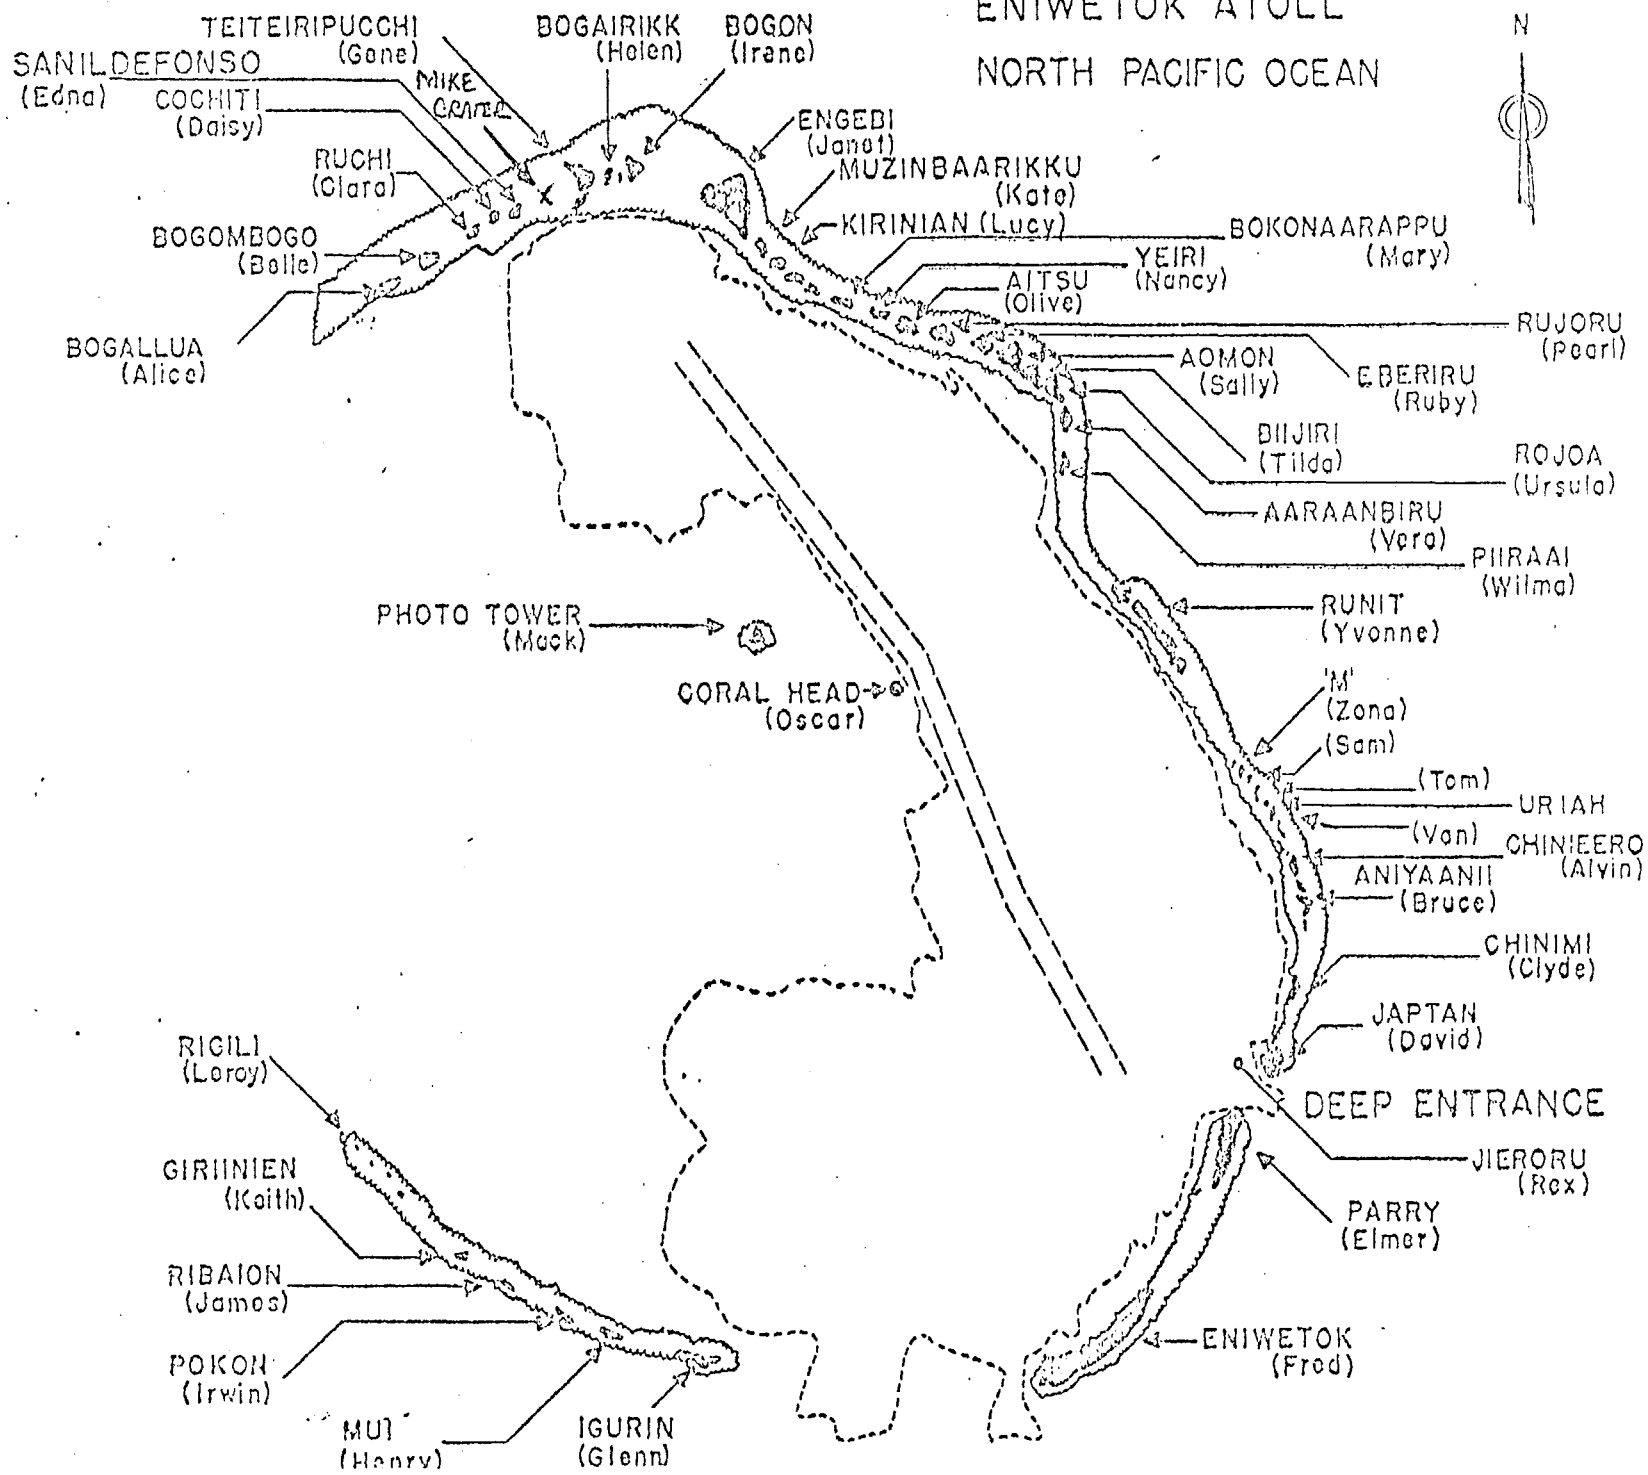 ENIWETOK ATOLL
NORTH PACIFIC OCEAN
N
TEITEIRIPUCCHI
(Gene)
BOGAIRIKK
(Helen)
BOGON
(Irene)
SANILDEFONSO
(Edna)
MIKE
CRATER
COCHITI
(Daisy)
RUCHI
(Clara)
BOGOMBOGO
(Belle)
BOGALLUA
(Alice)
ENGEBI
(Janet)
MUZINBAARIKKU
(Kate)
KIRINIAN (Lucy)
BOKONAARAPPU
(Mary)
YEIRI
(Nancy)
AITSU
(Olive)
RUJORU
(Pearl)
AOMON
(Sally)
EBERIRU
(Ruby)
BIIJIRI
(Tilda)
ROJOA
(Ursula)
AARAANBIRU
(Vera)
PIIRAAI
(Wilma)
PHOTO TOWER
(Mack)
RUNIT
(Yvonne)
CORAL HEAD
(Oscar)
'M'
(Zona)
(Sam)
(Tom)
URIAH
(Van)
CHINIEERO
(Alvin)
ANIYAANII
(Bruce)
CHINIMI
(Clyde)
JAPTAN
(David)
DEEP ENTRANCE
JIERORU
(Rex)
PARRY
(Elmer)
RIGILI
(Leroy)
GIRIINIEN
(Keith)
RIBAION
(James)
POKON
(Irwin)
MUI
(Henry)
IGURIN
(Glenn)
ENIWETOK
(Fred)